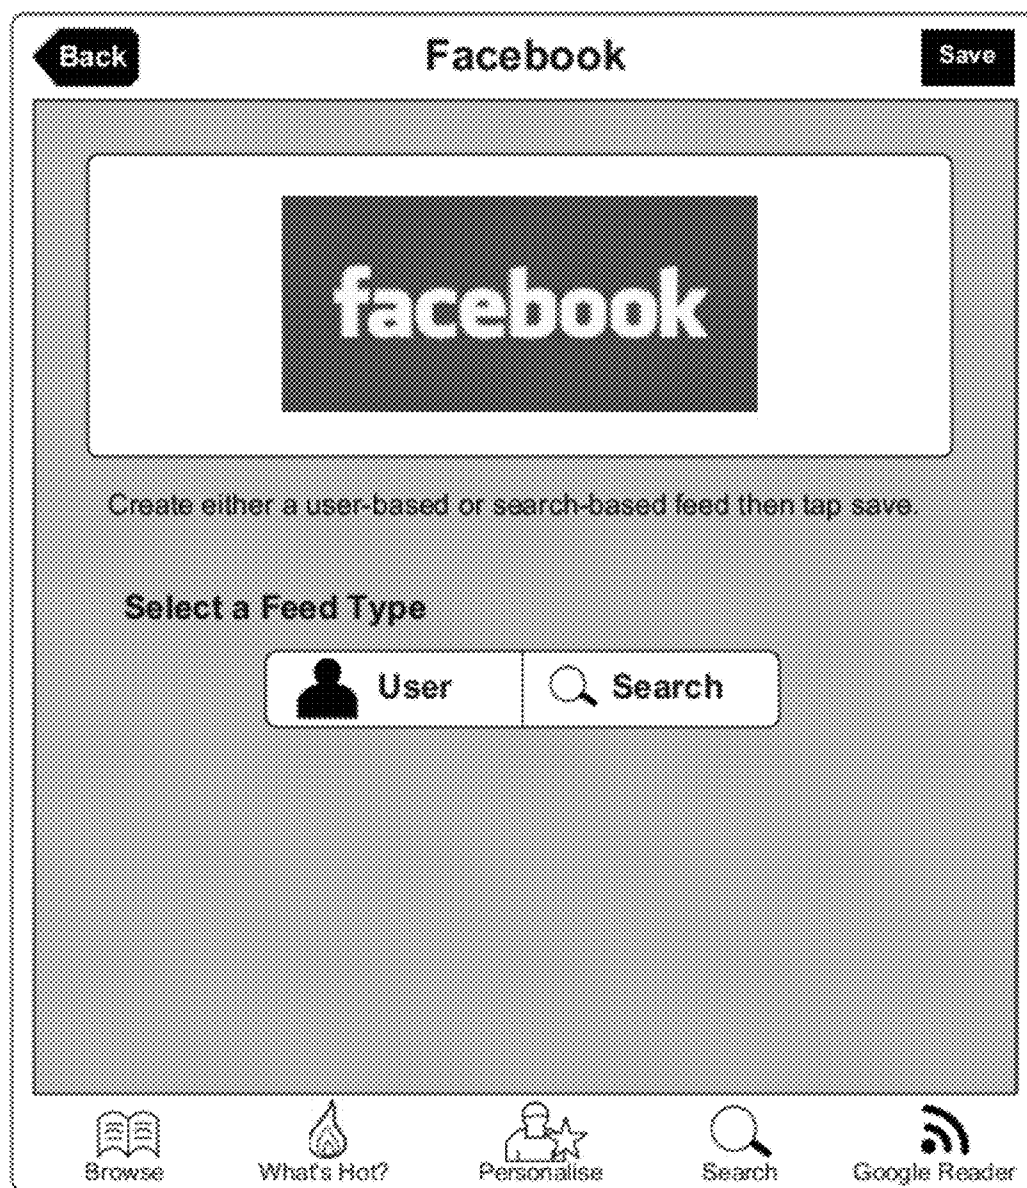 Back Facebook Save
facebook
Create either a user-based or search-based feed then tap save.
Select a Feed Type
User Search
Browse What's Hot? Personalise Search Google Reader